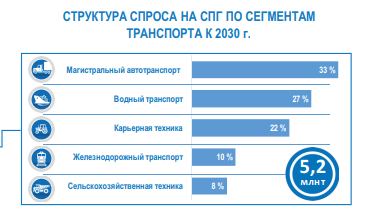 СТРУКТУРА СПРОСА НА СПГ ПО СЕГМЕНТАМ
ТРАНСПОРТА К 2030 г.
Магистральный автотранспорт 33 %
Водный транспорт 27 %
Карьерная техника 22 %
Железнодорожный транспорт 10 %
Сельскохозяйственная техника 8 %
5,2
МЛНТ